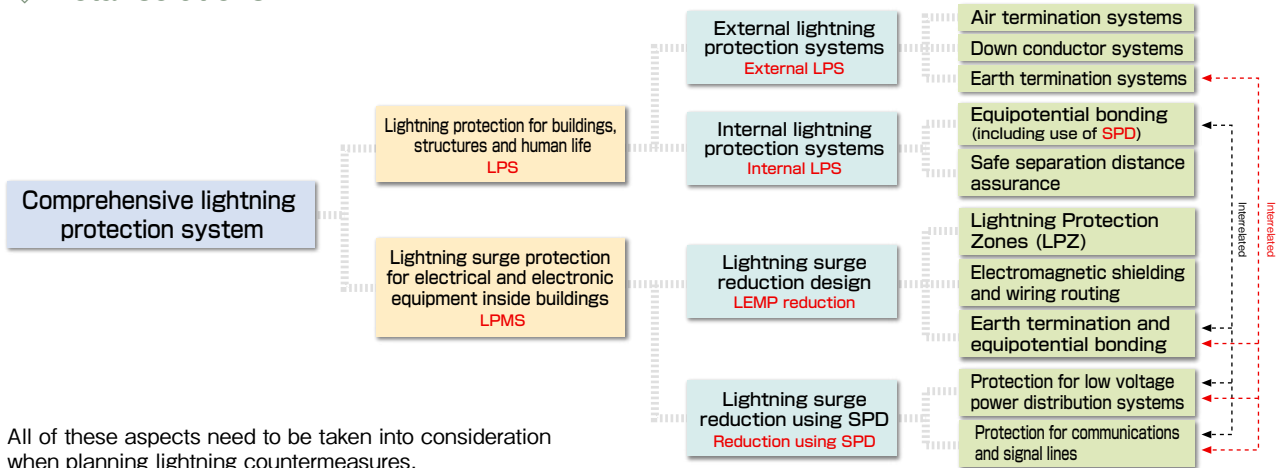 External lightning
protection systems
External LPS
Air termination systems
Down conductor systems
Earth termination systems
Lightning protection for buildings,
structures and human life
LPS
Internal lightning
protection systems
Internal LPS
Equipotential bonding
(including use of SPD)
Safe separation distance
assurance
Comprehensive lightning
protection system
Lightning surge protection
for electrical and electronic
equipment inside buildings
LPMS
Lightning surge
reduction design
LEMP reduction
Lightning Protection
Zones (LPZ)
Electromagnetic shielding
and wiring routing
Earth termination and
equipotential bonding
Lightning surge
reduction using SPD
Reduction using SPD
Protection for low voltage
power distribution systems
Protection for communications
and signal lines
Interrelated
Interrelated
All of these aspects need to be taken into consideration
when planning lightning countermeasures.